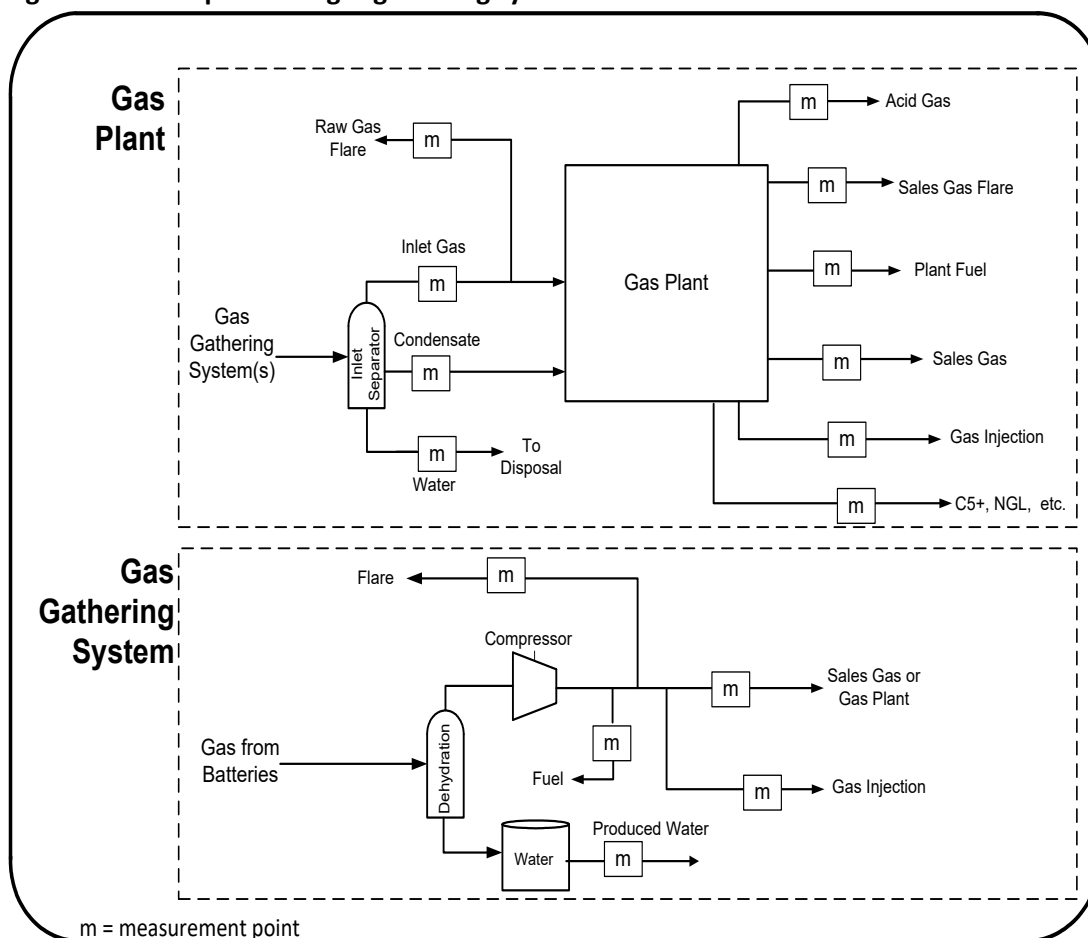 Gas
Plant
m
Acid Gas
Raw Gas
Flare
m
m
Sales Gas Flare
Inlet Gas
m
Gas Plant
m
Plant Fuel
Gas
Gathering
System(s)
Inlet
Separator
Condensate
m
m
Sales Gas
m
To
Disposal
Water
m
Gas Injection
m
C5+, NGL, etc.
Gas
Gathering
System
Flare
m
Compressor
m
Sales Gas or
Gas Plant
Gas from
Batteries
Dehydration
m
Fuel
m
Gas Injection
Water
Produced Water
m
m = measurement point